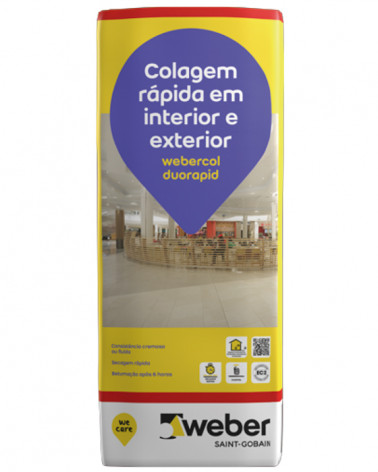 Colagem
rápida em
interior e
exterior
webercol
duorapid
Consistência cremosa
ou fluida
Secagem rápida
Betumação após 4 horas
we
care
weber
SAINT-GOBAIN